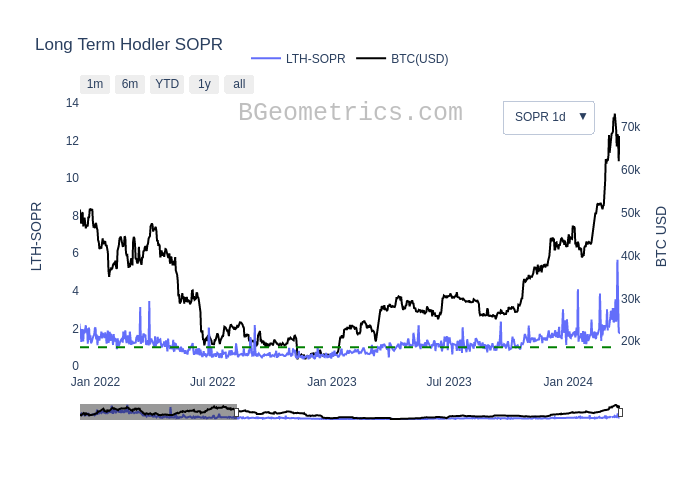 Long Term Hodler SOPR
LTH-SOPR
BTC(USD)
1m 6m YTD 1y all
BGeometrics.com
SOPR 1d ▼
14
12
10
8
6
4
2
0
LTH-SOPR
70k
60k
50k
40k
30k
20k
BTC USD
Jan 2022 Jul 2022 Jan 2023 Jul 2023 Jan 2024